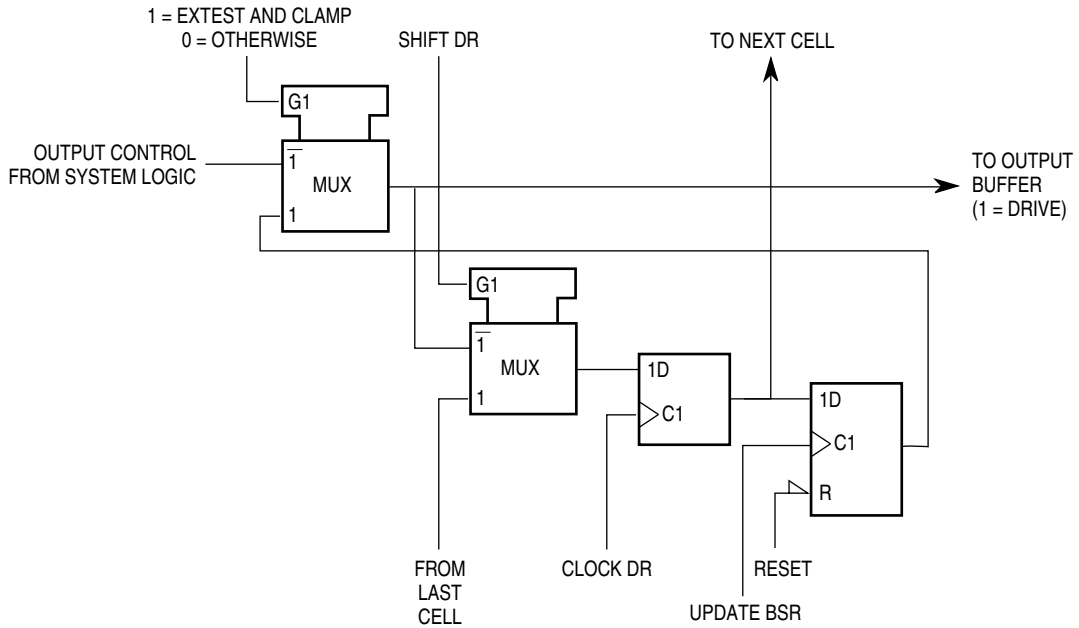 1 = EXTEST AND CLAMP
0 = OTHERWISE
SHIFT DR
TO NEXT CELL
G1
OUTPUT CONTROL
FROM SYSTEM LOGIC
1
MUX
1
TO OUTPUT
BUFFER
(1 = DRIVE)
G1
1
MUX
1
1D
C1
1D
C1
R
FROM
LAST
CELL
CLOCK DR
RESET
UPDATE BSR